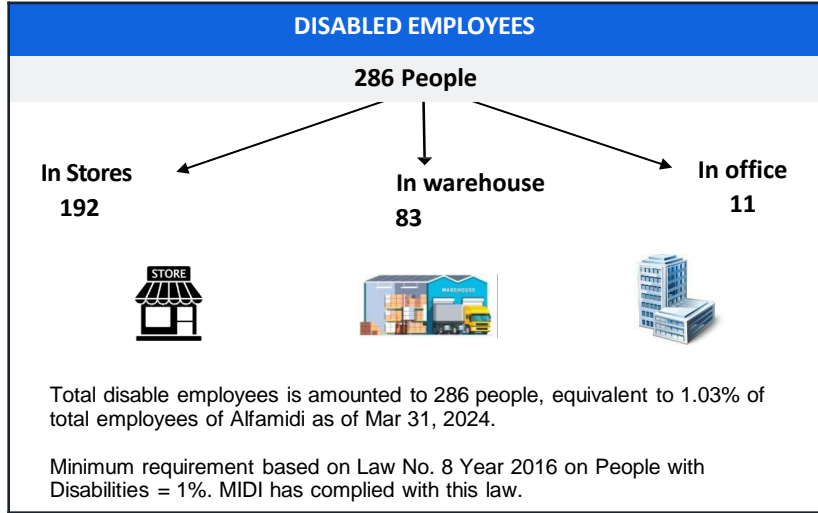 DISABLED EMPLOYEES
286 People
In Stores
192
In warehouse
83
In office
11
STORE
WAREHOUSE
Total disable employees is amounted to 286 people, equivalent to 1.03% of
total employees of Alfamidi as of Mar 31, 2024.
Minimum requirement based on Law No. 8 Year 2016 on People with
Disabilities = 1%. MIDI has complied with this law.